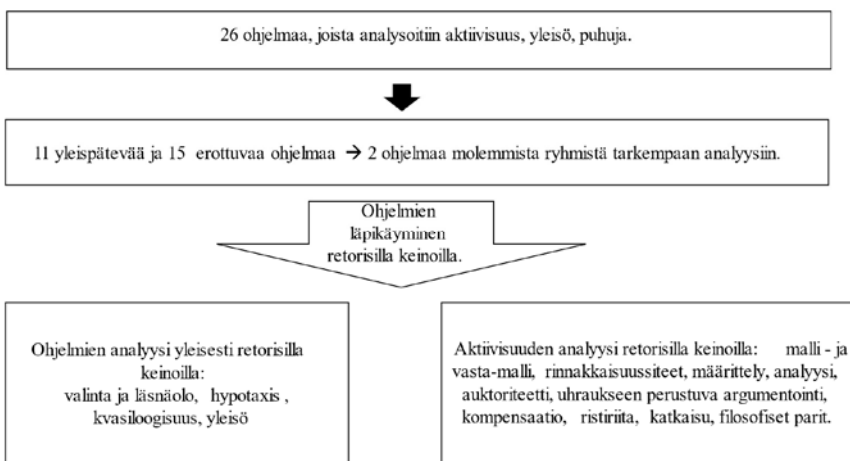 26 ohjelmaa, joista analysoitiin aktiivisuus, yleisö, puhuja.
11 yleispätevää ja 15 erottuvaa ohjelmaa → 2 ohjelmaa molemmista ryhmistä tarkempaan analyysiin.
Ohjelmien
läpikäyminen
retorisilla keinoilla.
Ohjelmien analyysi yleisesti retorisilla
keinoilla:
valinta ja läsnäolo, hypotaxis ,
kvasiloogisuus, yleisö
Aktiivisuuden analyysi retorisilla keinoilla: malli - ja
vasta-malli, rinnakkaisuussiteet, määrittely, analyysi,
auktoriteetti, uhraukseen perustuva argumentointi,
kompensaatio, ristiriita, katkaisu, filosofiset parit.